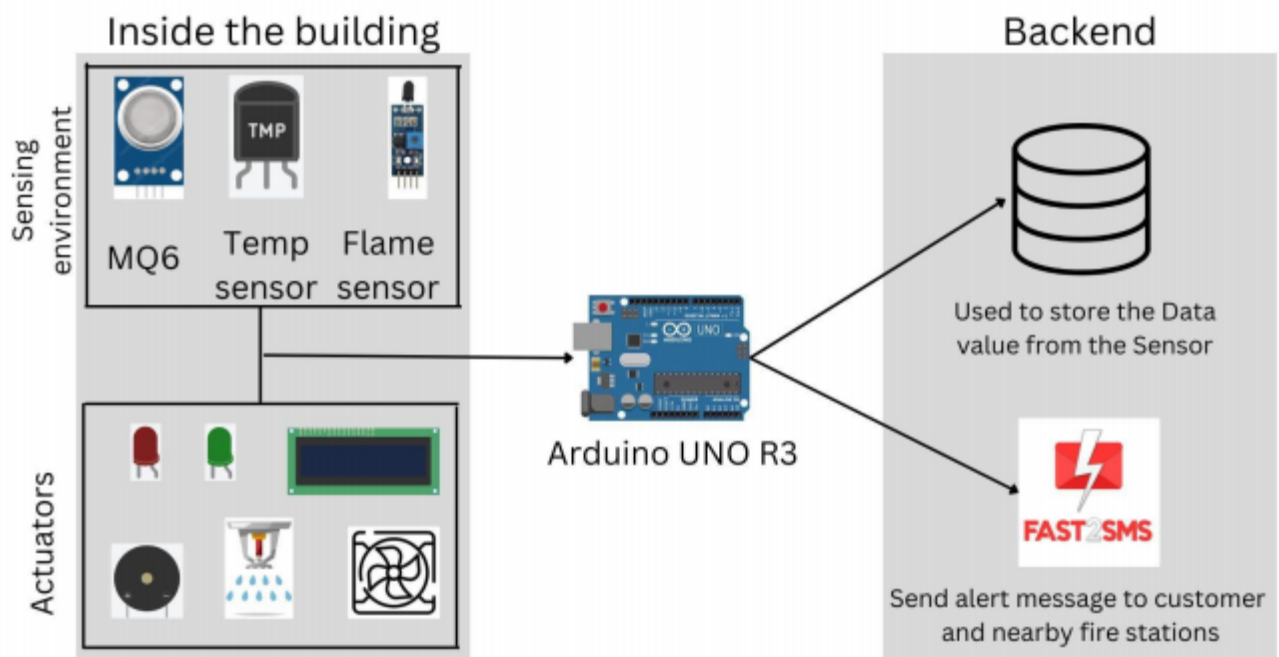 Inside the building
Backend
Sensing
environment
TMP
MQ6
Temp
sensor
Flame
sensor
UNO
Arduino UNO R3
Used to store the Data
value from the Sensor
Actuators
FAST2SMS
Send alert message to customer
and nearby fire stations